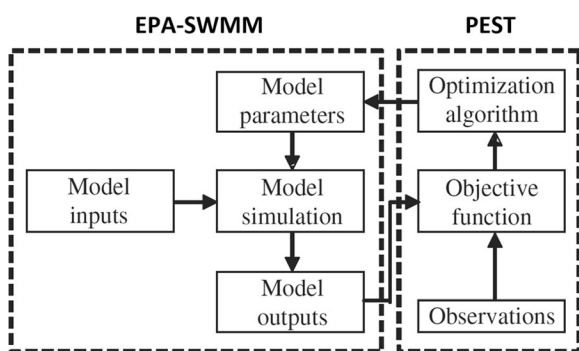 EPA-SWMM
PEST
Model
parameters
Optimization
algorithm
Model
inputs
Model
simulation
Objective
function
Model
outputs
Observations